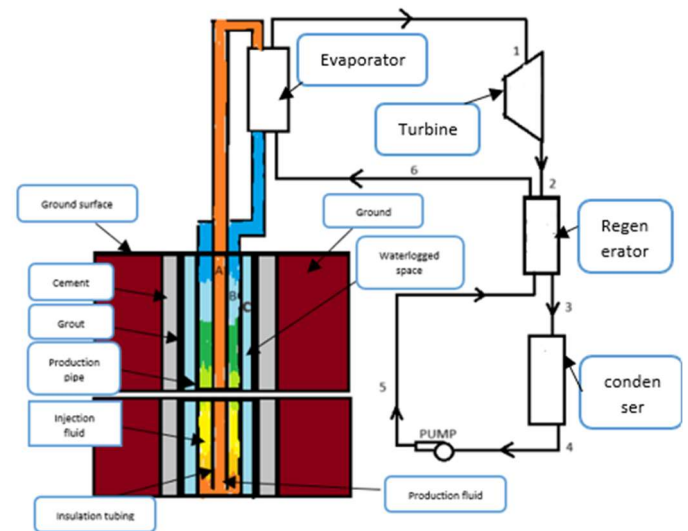 Evaporator
1
Turbine
6
2
Ground surface
Ground
Regen
erator
Waterlogged
space
A
Cement
B
C
Grout
3
Production
pipe
5
conden
ser
Injection
fluid
PUMP
4
Insulation tubing
Production fluid